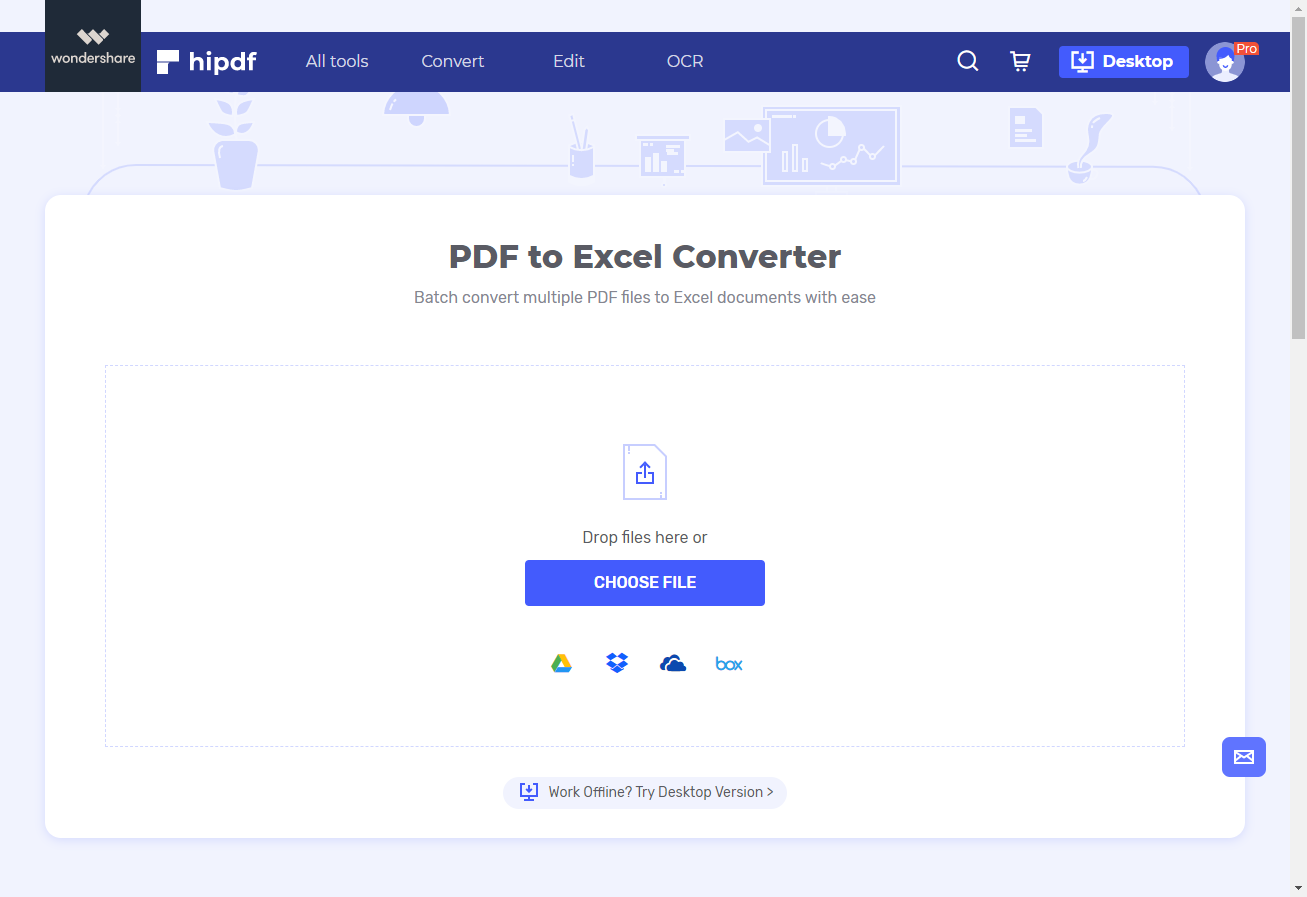 wondershare
hipdf
All tools
Convert
Edit
OCR
Desktop
Pro
PDF to Excel Converter
Batch convert multiple PDF files to Excel documents with ease
Drop files here or
CHOOSE FILE
box
Work Offline? Try Desktop Version >